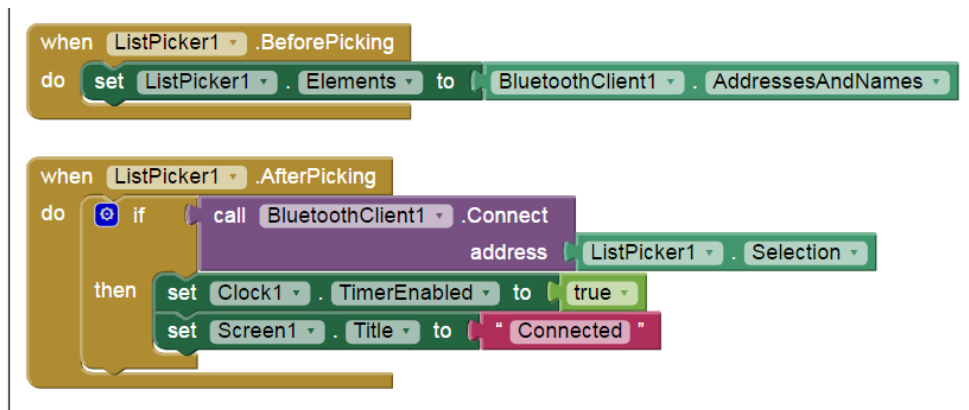 when ListPicker1 .BeforePicking
do set ListPicker1 . Elements to BluetoothClient1 . AddressesAndNames
when ListPicker1 .AfterPicking
do if call BluetoothClient1 .Connect
address ListPicker1 . Selection
then set Clock1 . TimerEnabled to true
set Screen1 . Title to " Connected "